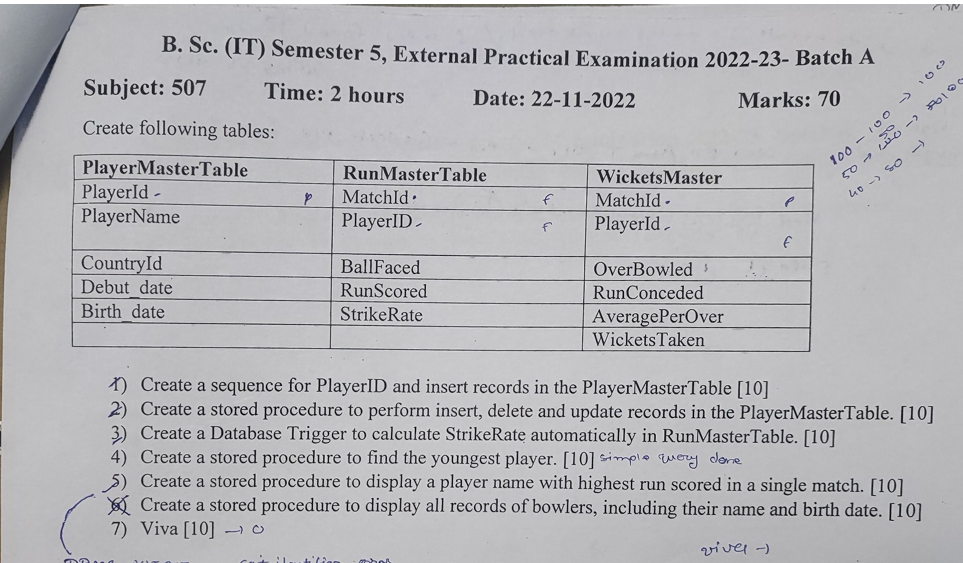 B. Sc. (IT) Semester 5, External Practical Examination 2022-23- Batch A
Subject: 507 Time: 2 hours Date: 22-11-2022 Marks: 70
100 - 100 → 100
Create following tables:
PlayerMasterTable RunMasterTable WicketsMaster
PlayerId - p MatchId · f MatchId - p
PlayerName PlayerID - f PlayerId - f
CountryId BallFaced OverBowled
Debut_date RunScored RunConceded
Birth_date StrikeRate AveragePerOver
WicketsTaken
1) Create a sequence for PlayerID and insert records in the PlayerMasterTable [10]
2) Create a stored procedure to perform insert, delete and update records in the PlayerMasterTable. [10]
3) Create a Database Trigger to calculate StrikeRate automatically in RunMasterTable. [10]
4) Create a stored procedure to find the youngest player. [10] simple query done
5) Create a stored procedure to display a player name with highest run scored in a single match. [10]
6) Create a stored procedure to display all records of bowlers, including their name and birth date. [10]
7) Viva [10] → 0